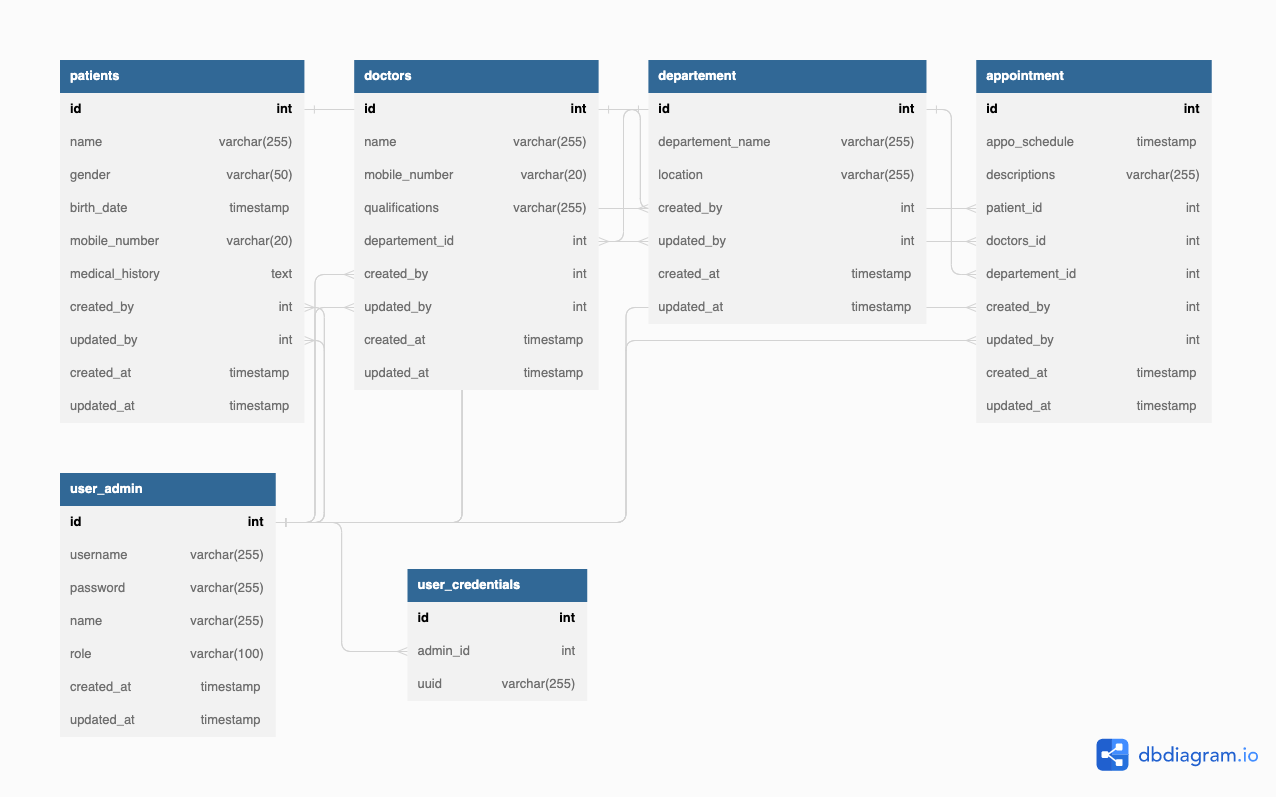 patients
id int
name varchar(255)
gender varchar(50)
birth_date timestamp
mobile_number varchar(20)
medical_history text
created_by int
updated_by int
created_at timestamp
updated_at timestamp
doctors
id int
name varchar(255)
mobile_number varchar(20)
qualifications varchar(255)
departement_id int
created_by int
updated_by int
created_at timestamp
updated_at timestamp
departement
id int
departement_name varchar(255)
location varchar(255)
created_by int
updated_by int
created_at timestamp
updated_at timestamp
appointment
id int
appo_schedule timestamp
descriptions varchar(255)
patient_id int
doctors_id int
departement_id int
created_by int
updated_by int
created_at timestamp
updated_at timestamp
user_admin
id int
username varchar(255)
password varchar(255)
name varchar(255)
role varchar(100)
created_at timestamp
updated_at timestamp
user_credentials
id int
admin_id int
uuid varchar(255)
dbdiagram.io